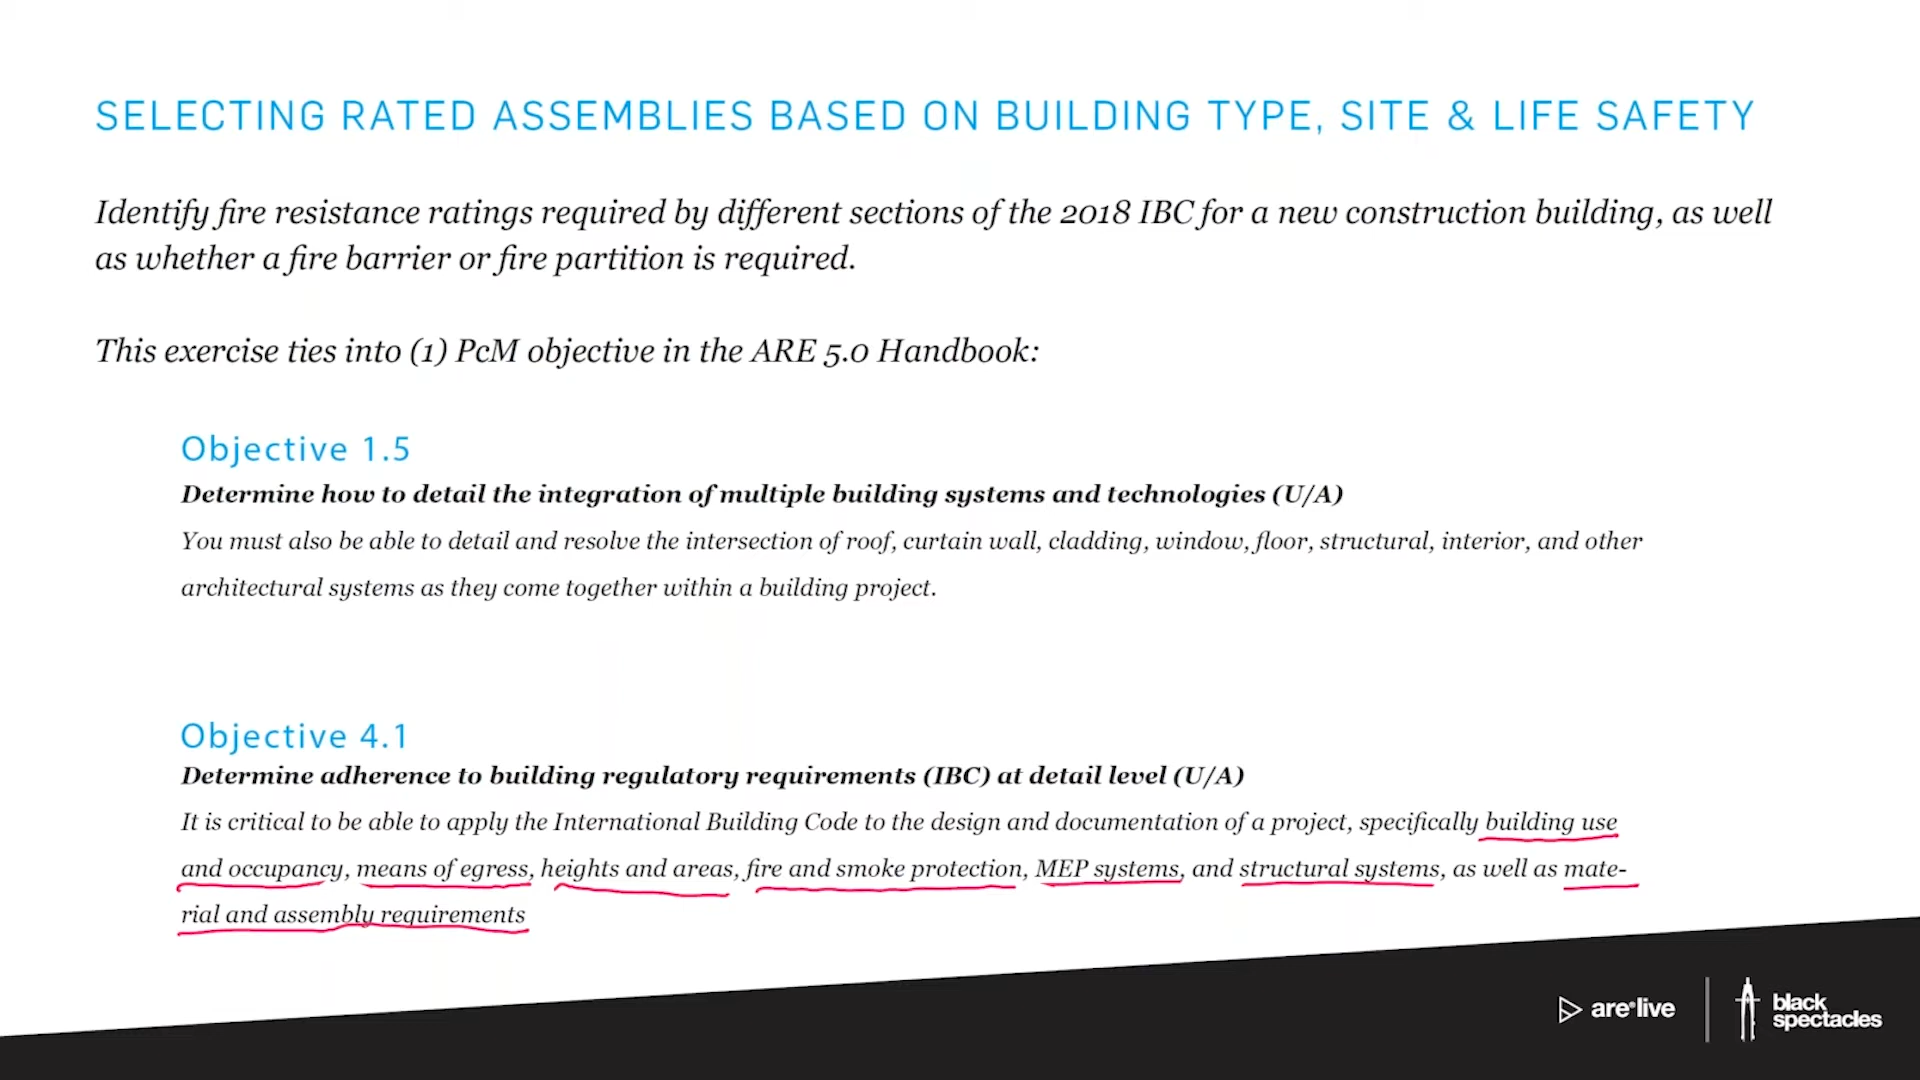 SELECTING RATED ASSEMBLIES BASED ON BUILDING TYPE, SITE & LIFE SAFETY
Identify fire resistance ratings required by different sections of the 2018 IBC for a new construction building, as well
as whether a fire barrier or fire partition is required.
This exercise ties into (1) PcM objective in the ARE 5.0 Handbook:
Objective 1.5
Determine how to detail the integration of multiple building systems and technologies (U/A)
You must also be able to detail and resolve the intersection of roof, curtain wall, cladding, window, floor, structural, interior, and other
architectural systems as they come together within a building project.
Objective 4.1
Determine adherence to building regulatory requirements (IBC) at detail level (U/A)
It is critical to be able to apply the International Building Code to the design and documentation of a project, specifically building use
and occupancy, means of egress, heights and areas, fire and smoke protection, MEP systems, and structural systems, as well as mate-
rial and assembly requirements
are live
black
spectacles